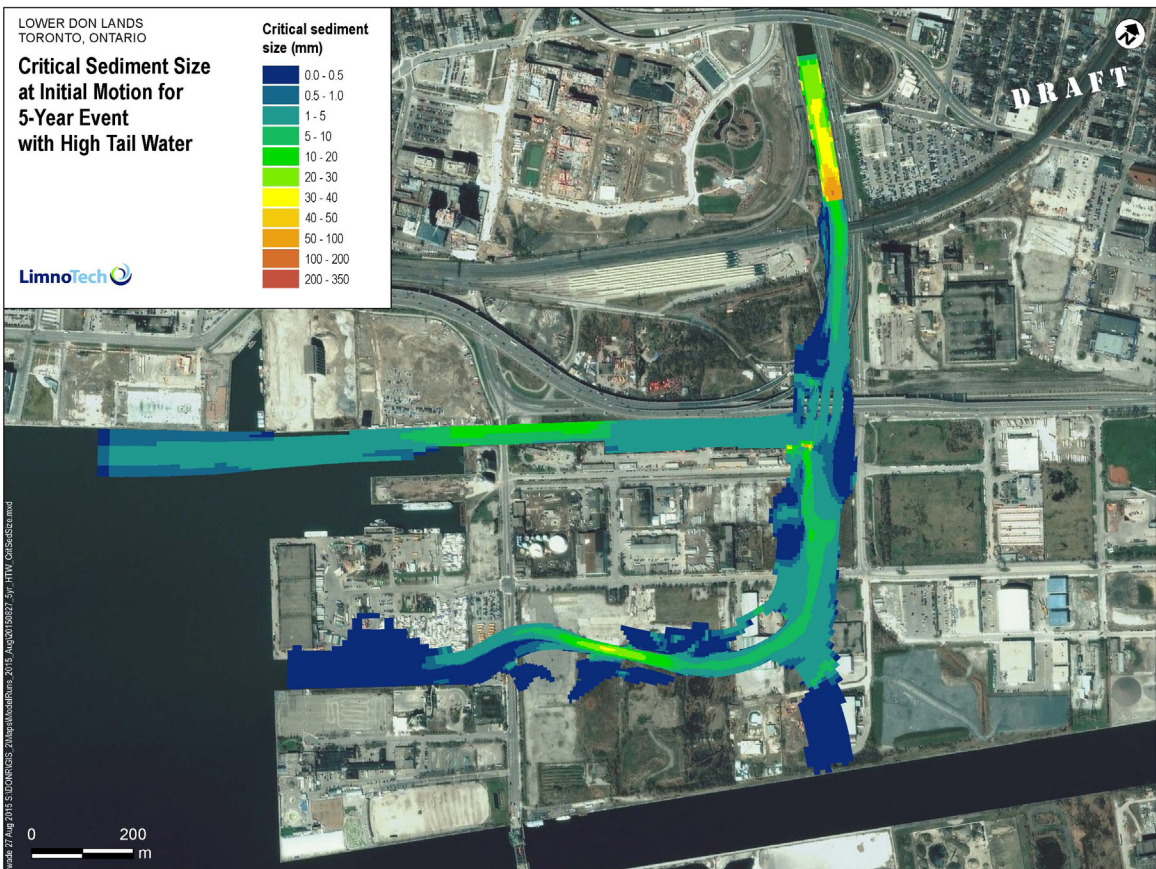 LOWER DON LANDS
TORONTO, ONTARIO
Critical Sediment Size
at Initial Motion for
5-Year Event
with High Tail Water
LimnoTech
Critical sediment
size (mm)
0.0 - 0.5
0.5 - 1.0
1 - 5
5 - 10
10 - 20
20 - 30
30 - 40
40 - 50
50 - 100
100 - 200
200 - 350
DRAFT
0 200
m